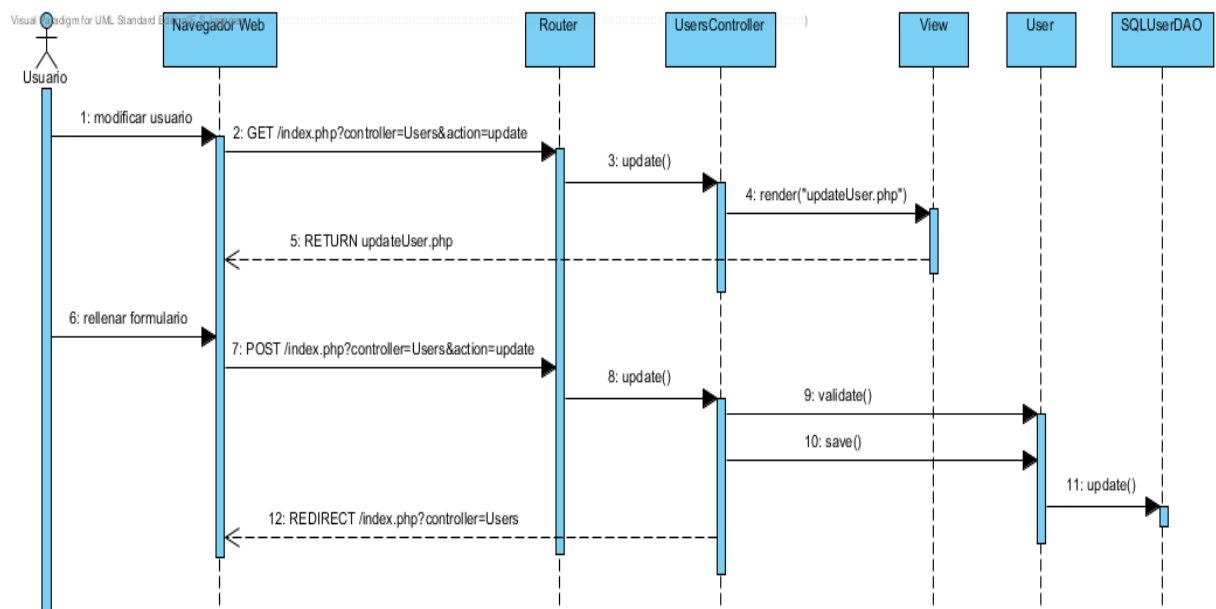 Visual Paradigm for UML Standard Edition
Usuario
Navegador Web
Router
UsersController
View
User
SQLUserDAO
1: modificar usuario
2: GET /index.php?controller=Users&action=update
3: update()
4: render("updateUser.php")
5: RETURN updateUser.php
6: rellenar formulario
7: POST /index.php?controller=Users&action=update
8: update()
9: validate()
10: save()
11: update()
12: REDIRECT /index.php?controller=Users